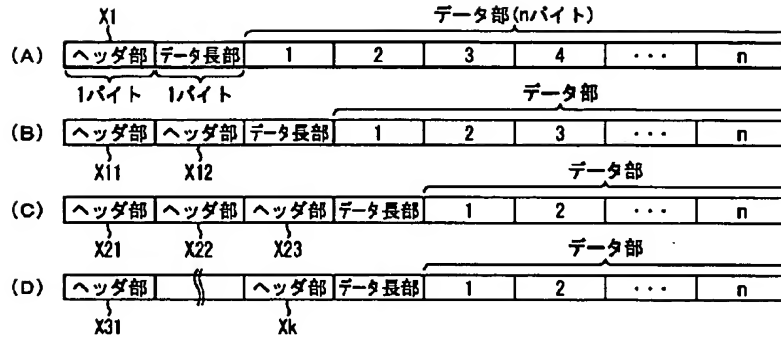 X1 データ部(nバイト)
(A) ヘッダ部 データ長部 1 2 3 4 ··· n
1バイト 1バイト
データ部
(B) ヘッダ部 ヘッダ部 データ長部 1 2 3 ··· n
X11 X12
データ部
(C) ヘッダ部 ヘッダ部 ヘッダ部 データ長部 1 2 ··· n
X21 X22 X23
データ部
(D) ヘッダ部 ヘッダ部 データ長部 1 2 ··· n
X31 Xk